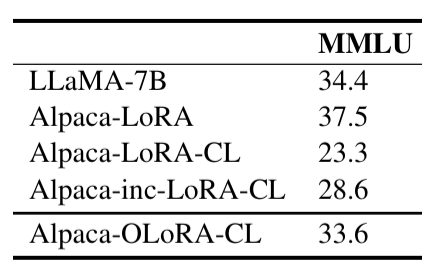 MMLU
LLaMA-7B 34.4
Alpaca-LoRA 37.5
Alpaca-LoRA-CL 23.3
Alpaca-inc-LoRA-CL 28.6
Alpaca-OLoRA-CL 33.6